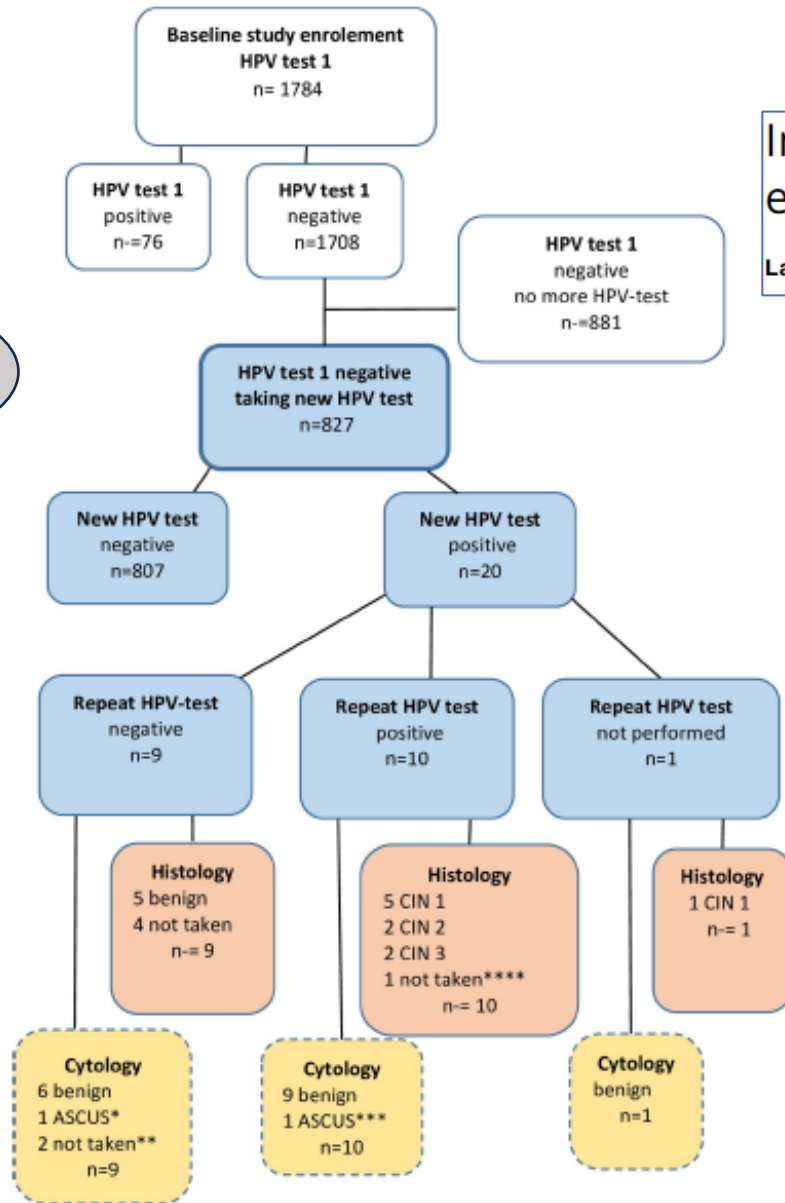 Baseline study enrolement
HPV test 1
n= 1784
HPV test 1
positive
n-=76
HPV test 1
negative
n=1708
HPV test 1
negative
no more HPV-test
n-=881
HPV test 1 negative
taking new HPV test
n=827
New HPV test
negative
n=807
New HPV test
positive
n=20
Repeat HPV-test
negative
n=9
Repeat HPV test
positive
n=10
Repeat HPV test
not performed
n=1
Histology
5 benign
4 not taken
n-= 9
Histology
5 CIN 1
2 CIN 2
2 CIN 3
1 not taken****
n-= 10
Histology
1 CIN 1
n-= 1
Cytology
6 benign
1 ASCUS*
2 not taken**
n=9
Cytology
9 benign
1 ASCUS***
n=10
Cytology
benign
n=1